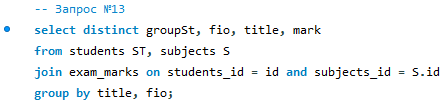 -- Запрос №13
select distinct groupSt, fio, title, mark
from students ST, subjects S
join exam_marks on students_id = id and subjects_id = S.id
group by title, fio;